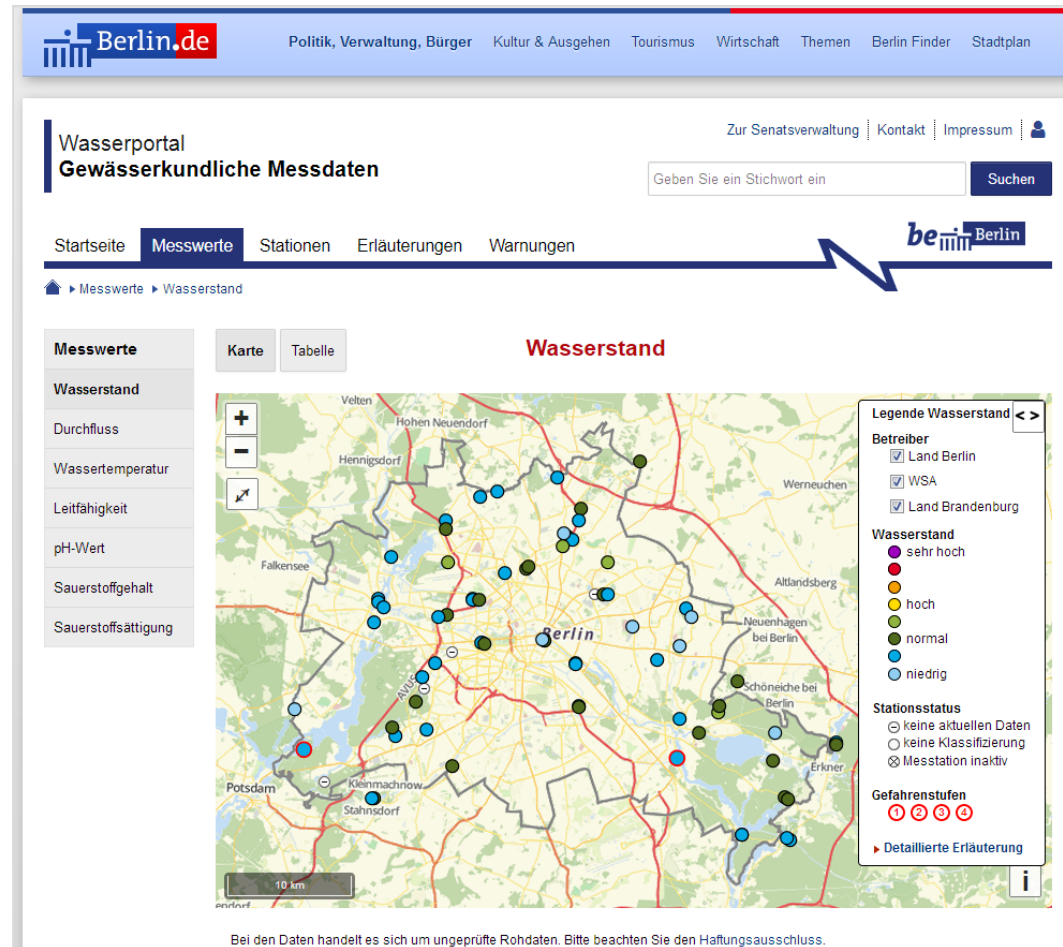 Berlin.de
Politik, Verwaltung, Bürger Kultur & Ausgehen Tourismus Wirtschaft Themen Berlin Finder Stadtplan
Zur Senatsverwaltung Kontakt Impressum
Wasserportal
Gewässerkundliche Messdaten
Geben Sie ein Stichwort ein Suchen
Startseite Messwerte Stationen Erläuterungen Warnungen
be Berlin
Messwerte Wasserstand
Messwerte
Wasserstand
Durchfluss
Wassertemperatur
Leitfähigkeit
pH-Wert
Sauerstoffgehalt
Sauerstoffsättigung
Karte Tabelle
Wasserstand
+
−
Velten
Hohen Neuendorf
Hennigsdorf
Werneuchen
Falkensee
Altlandsberg
Neuenhagen
bei Berlin
Berlin
AVUS
Schöneiche bei
Berlin
Erkner
Potsdam
Kleinmachnow
Stahnsdorf
10 km
Legende Wasserstand < >
Betreiber
Land Berlin
WSA
Land Brandenburg
Wasserstand
sehr hoch
hoch
normal
niedrig
Stationsstatus
keine aktuellen Daten
keine Klassifizierung
Messtation inaktiv
Gefahrenstufen
1 2 3 4
Detaillierte Erläuterung
i
Bei den Daten handelt es sich um ungeprüfte Rohdaten. Bitte beachten Sie den Haftungsausschluss.